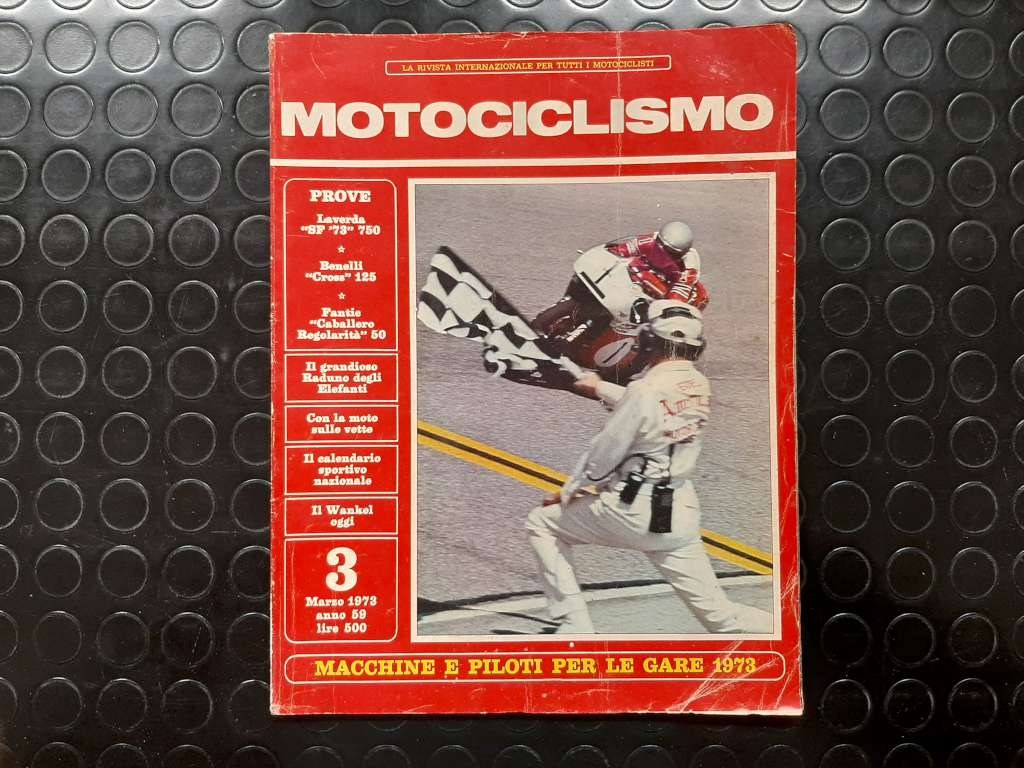 LA RIVISTA INTERNAZIONALE PER TUTTI I MOTOCICLISTI
MOTOCICLISMO
PROVE
Laverda
"SF '73" 750
Benelli
"Cross" 125
Fantic
"Caballero
Regolarità" 50
Il grandioso
Raduno degli
Elefanti
Con la moto
sulle vette
Il calendario
sportivo
nazionale
Il Wankel
oggi
3
Marzo 1973
anno 59
lire 500
1
MACCHINE E PILOTI PER LE GARE 1973